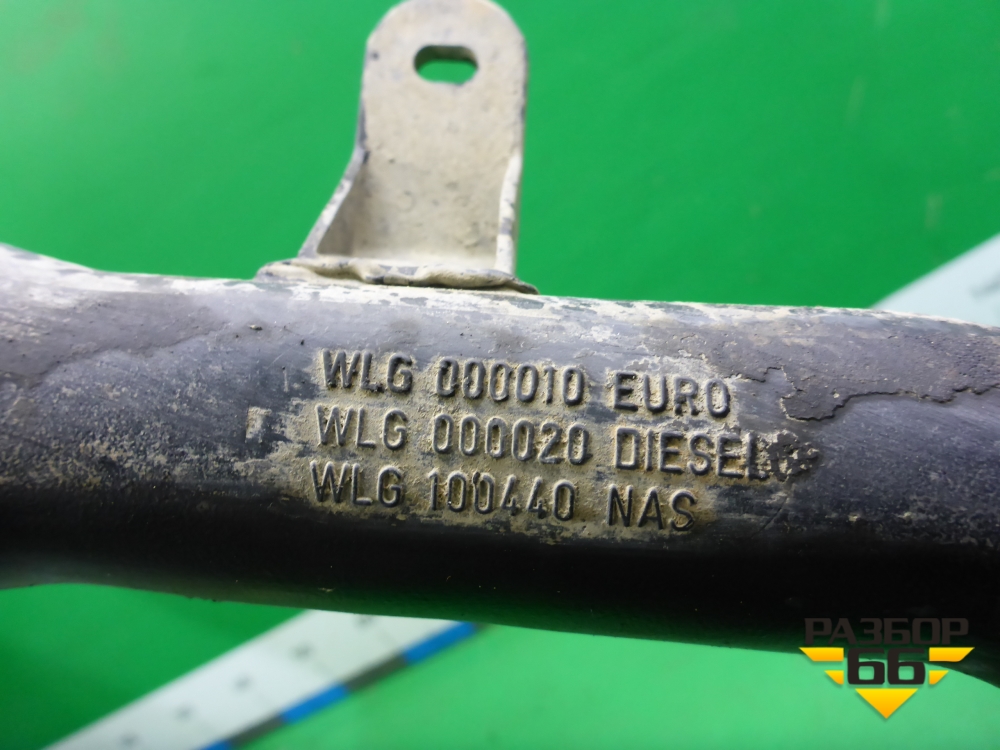 WLG 000010 EURO
WLG 000020 DIESEL
WLG 100440 NAS
РАЗБОР
66